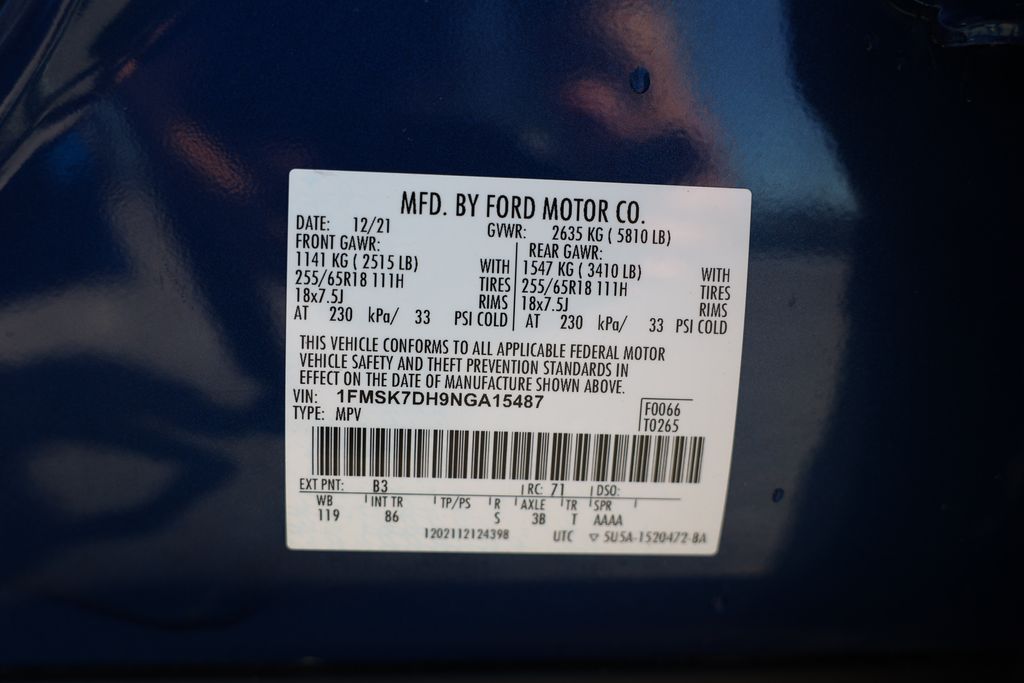 MFD. BY FORD MOTOR CO.
DATE: 12/21 GVWR: 2635 KG ( 5810 LB)
FRONT GAWR: REAR GAWR:
1141 KG ( 2515 LB) WITH 1547 KG ( 3410 LB) WITH
255/65R18 111H TIRES 255/65R18 111H TIRES
18x7.5J RIMS 18x7.5J RIMS
AT 230 kPa/ 33 PSI COLD AT 230 kPa/ 33 PSI COLD
THIS VEHICLE CONFORMS TO ALL APPLICABLE FEDERAL MOTOR
VEHICLE SAFETY AND THEFT PREVENTION STANDARDS IN
EFFECT ON THE DATE OF MANUFACTURE SHOWN ABOVE.
VIN: 1FMSK7DH9NGA15487 F0066
TYPE: MPV T0265
EXT PNT: B3 RC: 71 DSO:
WB INT TR TP/PS R AXLE TR SPR
119 86 S 3B T AAAA
1202112124398 UTC ▽ 5U5A-1520472-BA